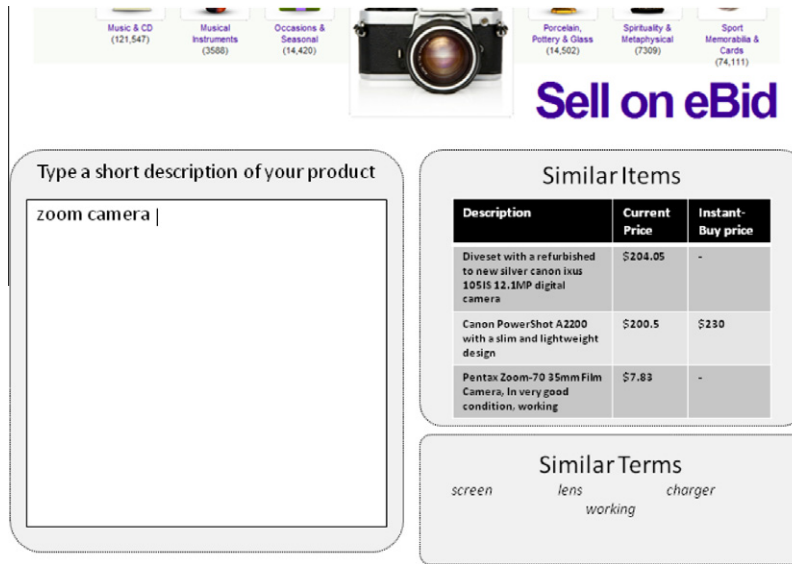 Music & CD
(121,547)
Musical
Instruments
(3588)
Occasions &
Seasonal
(14,420)
Porcelain,
Pottery & Glass
(14,502)
Spirituality &
Metaphysical
(7309)
Sport
Memorabilia &
Cards
(74,111)
Sell on eBid
Type a short description of your product
zoom camera
Similar Items
Description
Current
Price
Instant-
Buy price
Diveset with a refurbished
to new silver canon ixus
105IS 12.1MP digital
camera
$204.05
-
Canon PowerShot A2200
with a slim and lightweight
design
$200.5
$230
Pentax Zoom-70 35mm Film
Camera, In very good
condition, working
$7.83
-
Similar Terms
screen lens charger
working